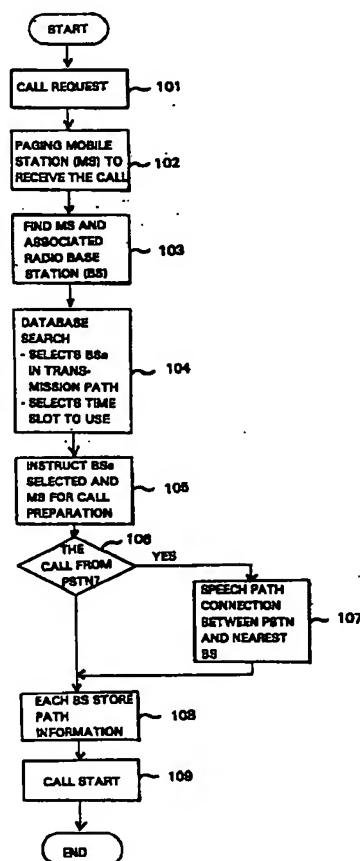 START
CALL REQUEST
101
PAGING MOBILE
STATION (MS) TO
RECEIVE THE CALL
102
FIND MS AND
ASSOCIATED
RADIO BASE
STATION (BS)
103
DATABASE
SEARCH
- SELECTS BSs
IN TRANS-
MISSION PATH
- SELECTS TIME
SLOT TO USE
104
INSTRUCT BSs
SELECTED AND
MS FOR CALL
PREPARATION
105
106
THE
CALL FROM
PSTN?
YES
SPEECH PATH
CONNECTION
BETWEEN PSTN
AND NEAREST
BS
107
EACH BS STORE
PATH
INFORMATION
108
CALL START
109
END